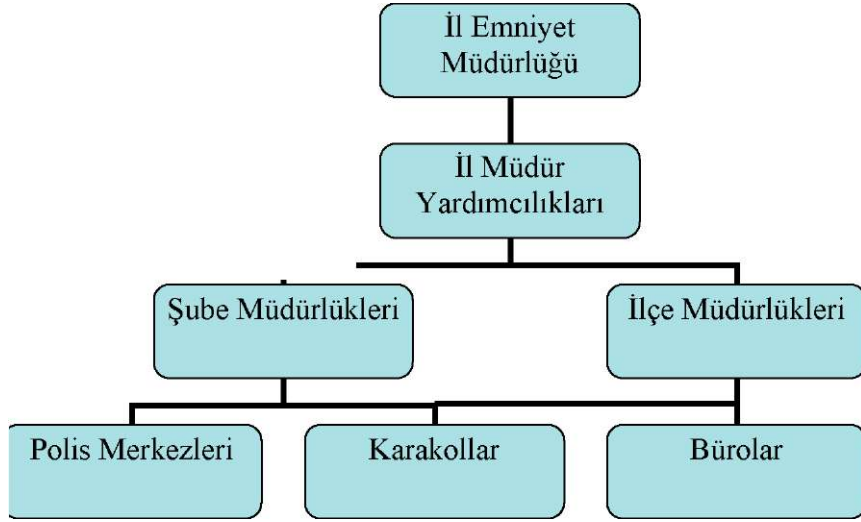 İl Emniyet
Müdürlüğü
İl Müdür
Yardımcılıkları
Şube Müdürlükleri
İlçe Müdürlükleri
Polis Merkezleri
Karakollar
Bürolar